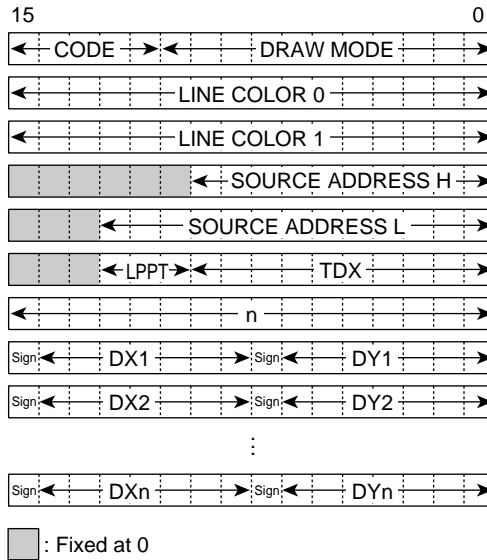 15 0
CODE DRAW MODE
LINE COLOR 0
LINE COLOR 1
SOURCE ADDRESS H
SOURCE ADDRESS L
LPPT TDX
n
Sign DX1 Sign DY1
Sign DX2 Sign DY2
⋮
Sign DXn Sign DYn
: Fixed at 0